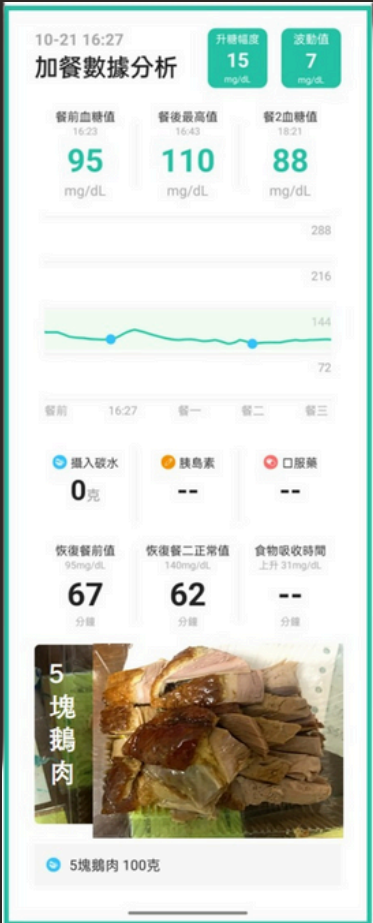 10-21 16:27
加餐數據分析
升糖幅度
15
mg/dL
波動值
7
mg/dL
餐前血糖值
16:23
95
mg/dL
餐後最高值
16:43
110
mg/dL
餐2血糖值
18:21
88
mg/dL
288
216
144
72
餐前 16:27 餐一 餐二 餐三
攝入碳水
0克
胰島素
--
口服藥
--
恢復餐前值
95mg/dL
67
分鐘
恢復餐二正常值
140mg/dL
62
分鐘
食物吸收時間
上升 31mg/dL
--
分鐘
5塊鵝肉
5塊鵝肉 100克